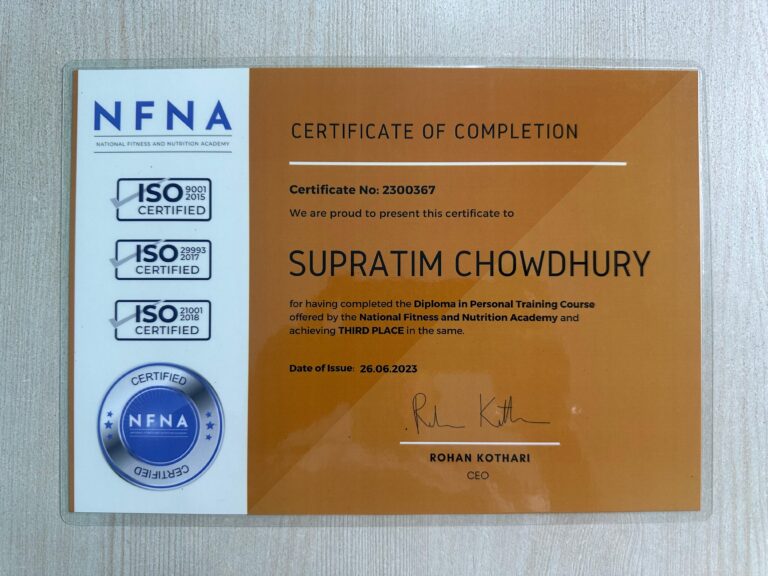 NFNA
NATIONAL FITNESS AND NUTRITION ACADEMY
ISO 9001 2015
CERTIFIED
ISO 29993 2017
CERTIFIED
ISO 21001 2018
CERTIFIED
CERTIFIED
NFNA
CERTIFIED
CERTIFICATE OF COMPLETION
Certificate No: 2300367
We are proud to present this certificate to
SUPRATIM CHOWDHURY
for having completed the Diploma in Personal Training Course
offered by the National Fitness and Nutrition Academy and
achieving THIRD PLACE in the same.
Date of Issue: 26.06.2023
ROHAN KOTHARI
CEO